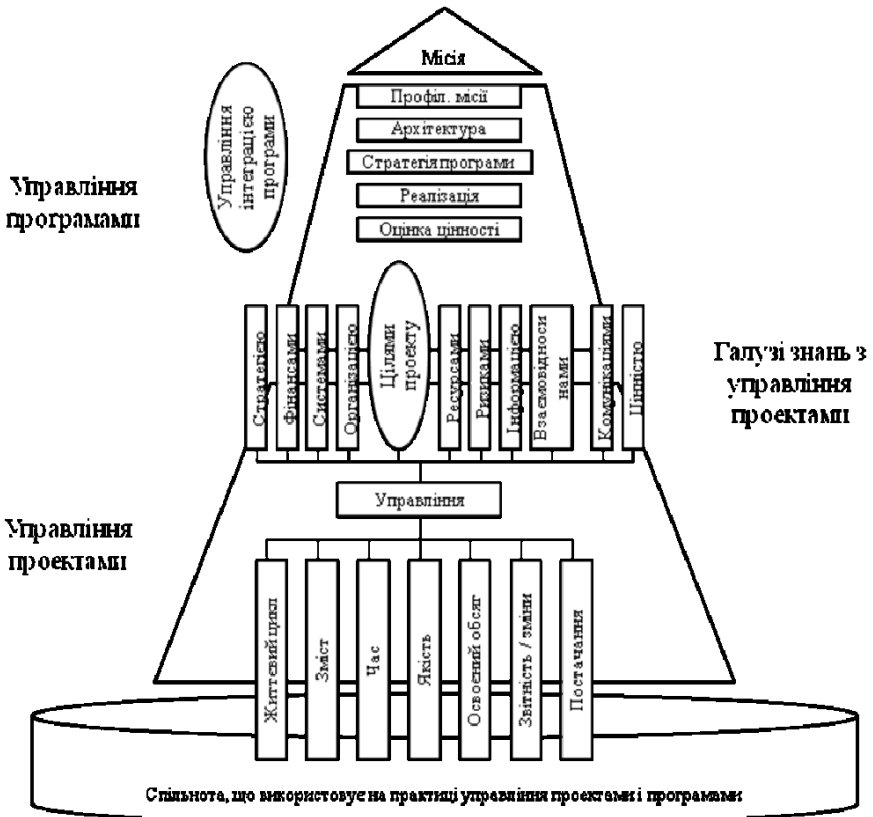 Місія
Профіл. місії
Архітектура
Стратегія програми
Реалізація
Оцінка цінності
Управління
інтеграцією
програми
Управління
програмами
Стратегією
Фінансами
Системами
Організацією
Цілями
проекту
Ресурсами
Ризиками
Інформацією
Взаємовідноси
нами
Комунікаціями
Цінністю
Галузі знань з
управління
проектами
Управління
Управління
проектами
Життєвий цикл
Зміст
Час
Якість
Освоєний обсяг
Звітність / зміни
Постачання
Спільнота, що використовує на практиці управління проектами і програмами